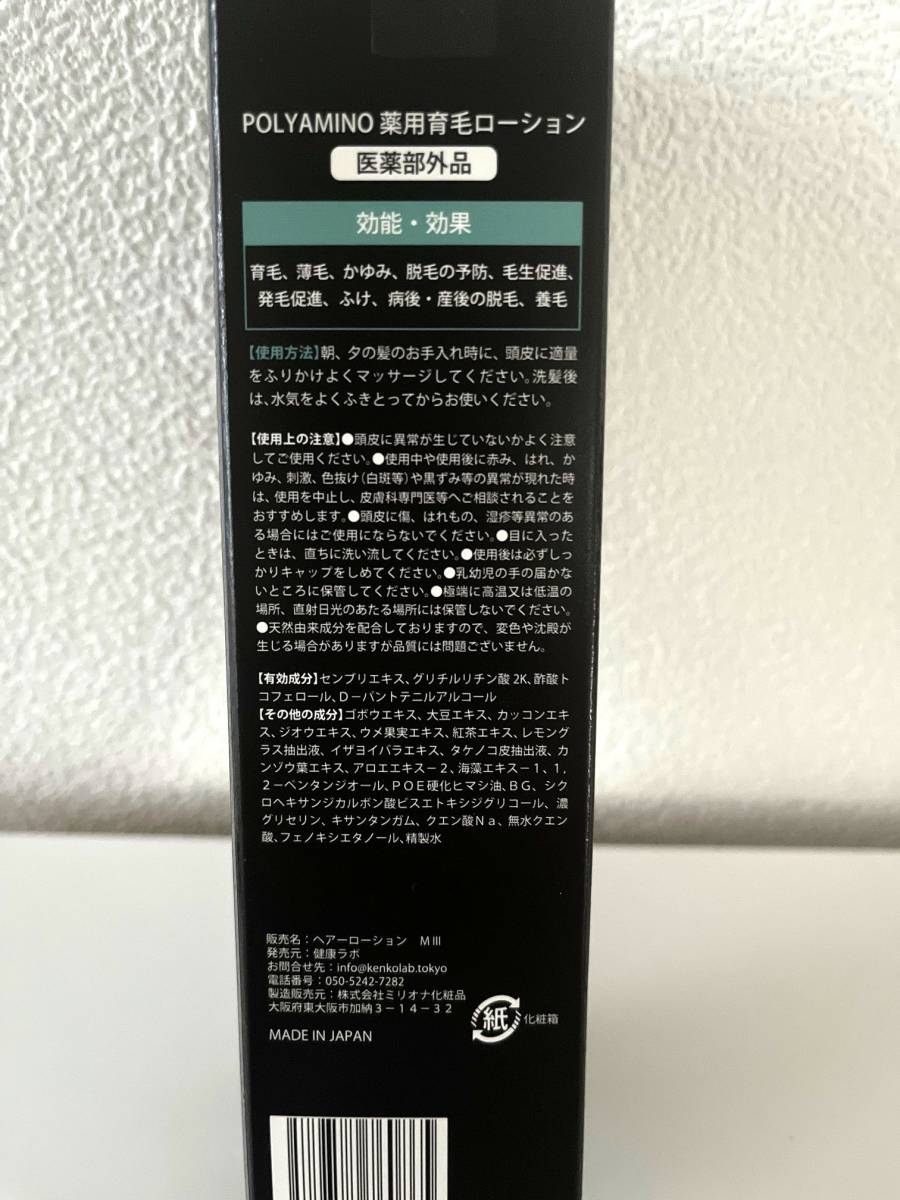 POLYAMINO 薬用育毛ローション
医薬部外品
効能・効果
育毛、薄毛、かゆみ、脱毛の予防、毛生促進、
発毛促進、ふけ、病後・産後の脱毛、養毛
【使用方法】朝、夕の髪のお手入れ時に、頭皮に適量
をふりかけよくマッサージしてください。洗髪後
は、水気をよくふきとってからお使いください。
【使用上の注意】●頭皮に異常が生じていないかよく注意
してご使用ください。●使用中や使用後に赤み、はれ、か
ゆみ、刺激、色抜け(白斑等)や黒ずみ等の異常が現れた時
は、使用を中止し、皮膚科専門医等へご相談されることを
おすすめします。●頭皮に傷、はれもの、湿疹等異常のあ
る場合にはご使用にならないでください。●目に入った
ときは、直ちに洗い流してください。●使用後は必ずしっ
かりキャップをしめてください。●乳幼児の手の届かな
いところに保管してください。●極端に高温又は低温の
場所、直射日光のあたる場所には保管しないでください。
●天然由来成分を配合しておりますので、変色や沈殿が
生じる場合がありますが品質には問題ございません。
【有効成分】センブリエキス、グリチルリチン酸2K、酢酸ト
コフェロール、D－パントテニルアルコール
【その他の成分】ゴボウエキス、大豆エキス、カッコンエキ
ス、ジオウエキス、ウメ果実エキス、紅茶エキス、レモング
ラス抽出液、イザヨイバラエキス、タケノコ皮抽出液、カ
ンゾウ葉エキス、アロエエキス－２、海藻エキス－１、１，
２－ペンタンジオール、ＰＯＥ硬化ヒマシ油、ＢＧ、シク
ロヘキサンジカルボン酸ビスエトキシジグリコール、濃
グリセリン、キサンタンガム、クエン酸Ｎａ、無水クエン
酸、フェノキシエタノール、精製水
販売名：ヘアーローション　ＭⅢ
発売元：健康ラボ
お問合せ先：info@kenkolab.tokyo
電話番号：050-5242-7282
製造販売元：株式会社ミリオナ化粧品
大阪府東大阪市加納３－１４－３２
MADE IN JAPAN
紙 化粧箱